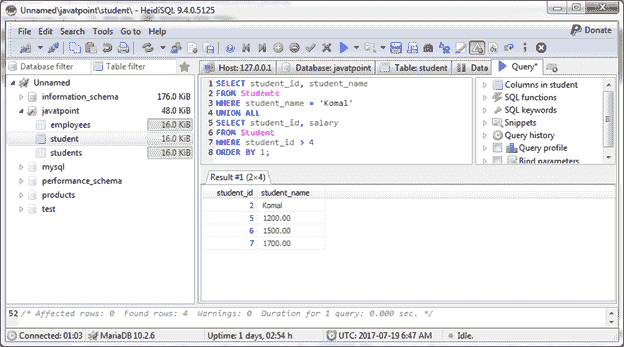 Unnamed\javatpoint\student\ - HeidiSQL 9.4.0.5125
File Edit Search Tools Go to Help
Donate
Database filter Table filter
Host: 127.0.0.1 Database: javatpoint Table: student Data Query*
Unnamed
information_schema 176.0 KiB
javatpoint 48.0 KiB
employees 16.0 KiB
student 16.0 KiB
students 16.0 KiB
mysql
performance_schema
products
test
1 SELECT student_id, student_name
2 FROM Students
3 WHERE student_name = 'Komal'
4 UNION ALL
5 SELECT student_id, salary
6 FROM Student
7 WHERE student_id > 4
8 ORDER BY 1;
Columns in student
SQL functions
SQL keywords
Snippets
Query history
Query profile
Bind parameters
Result #1 (2×4)
student_id student_name
2 Komal
5 1200.00
6 1500.00
7 1700.00
52 /* Affected rows: 0 Found rows: 4 Warnings: 0 Duration for 1 query: 0.000 sec. */
Connected: 01:03 MariaDB 10.2.6 Uptime: 1 days, 02:54 h UTC: 2017-07-19 6:47 AM Idle.